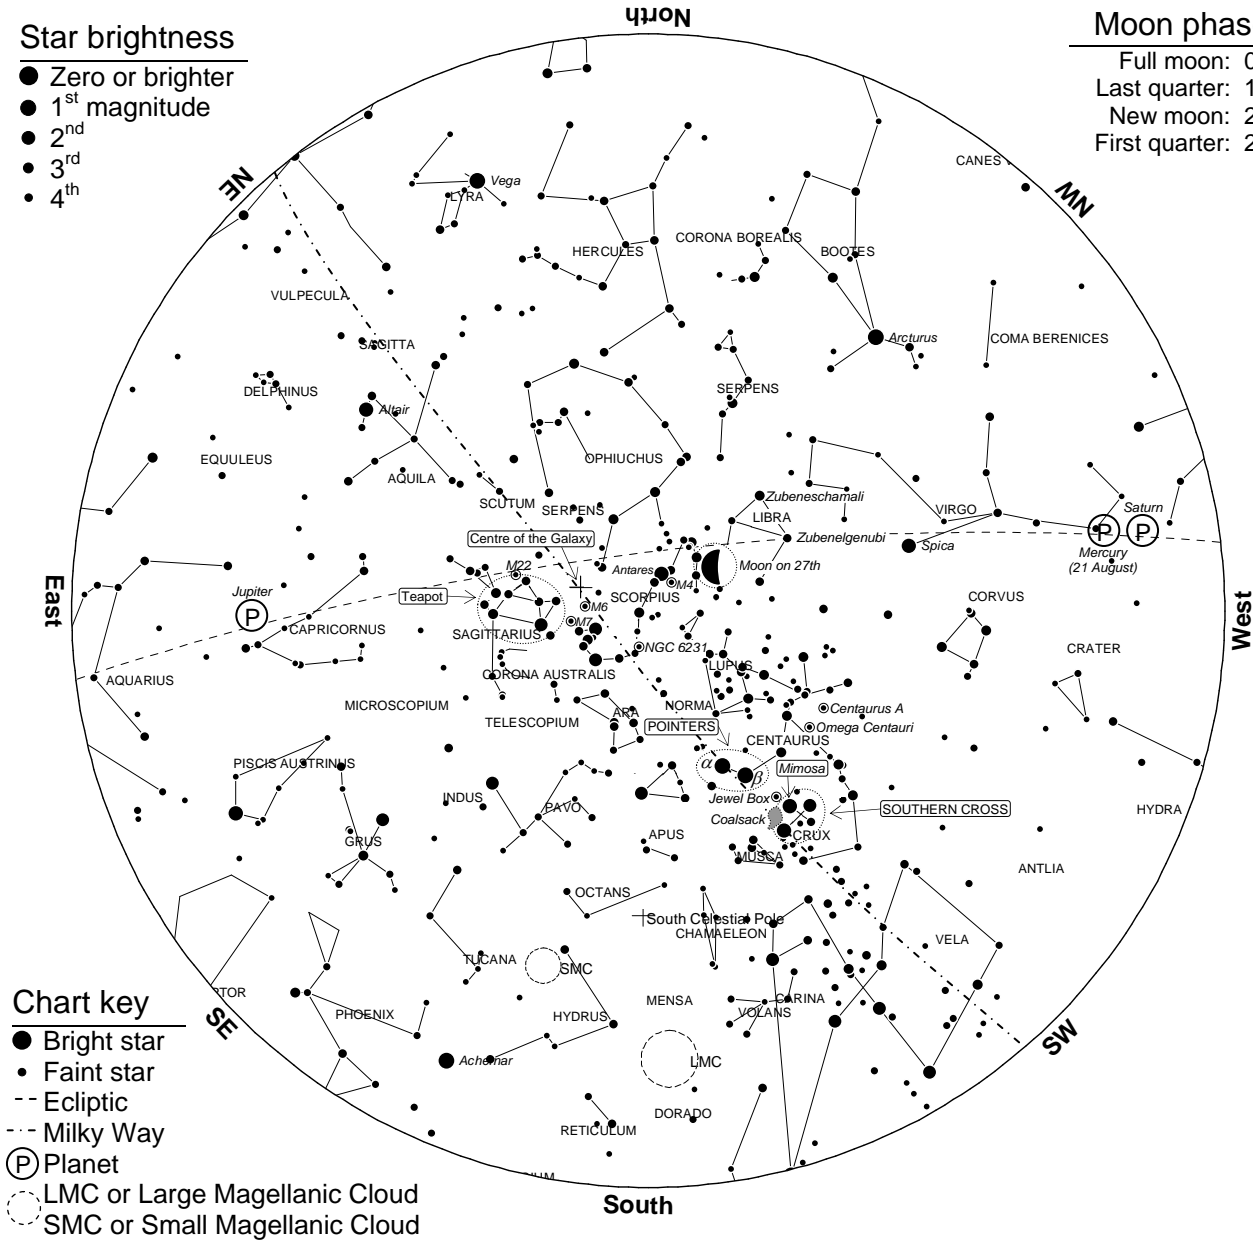 North
Star brightness
Zero or brighter
1st magnitude
2nd
3rd
4th
Moon phas
Full moon: 0
Last quarter: 1
New moon: 2
First quarter: 2
NE
NW
CANES
Vega
LYRA
HERCULES
CORONA BOREALIS
BOOTES
VULPECULA
SAGITTA
Arcturus
COMA BERENICES
DELPHINUS
Altair
SERPENS
EQUULEUS
AQUILA
OPHIUCHUS
SCUTUM
SERPENS
Zubeneschamali
LIBRA
VIRGO
Saturn
P
P
Centre of the Galaxy
Zubenelgenubi
Spica
Mercury
(21 August)
M22
Antares
M4
Moon on 27th
East
Jupiter
P
Teapot
M6
SCORPIUS
CORVUS
West
M7
CAPRICORNUS
SAGITTARIUS
NGC 6231
CRATER
LUPUS
AQUARIUS
CORONA AUSTRALIS
MICROSCOPIUM
NORMA
Centaurus A
TELESCOPIUM
ARA
POINTERS
Omega Centauri
CENTAURUS
PISCIS AUSTRINUS
α
β
Mimosa
INDUS
PAVO
Jewel Box
SOUTHERN CROSS
HYDRA
Coalsack
GRUS
APUS
CRUX
MUSCA
ANTLIA
OCTANS
South Celestial Pole
CHAMAELEON
VELA
TUCANA
SMC
PTOR
MENSA
CARINA
PHOENIX
HYDRUS
VOLANS
SE
SW
Achernar
LMC
DORADO
RETICULUM
UM
South
Chart key
Bright star
Faint star
Ecliptic
Milky Way
P Planet
LMC or Large Magellanic Cloud
SMC or Small Magellanic Cloud